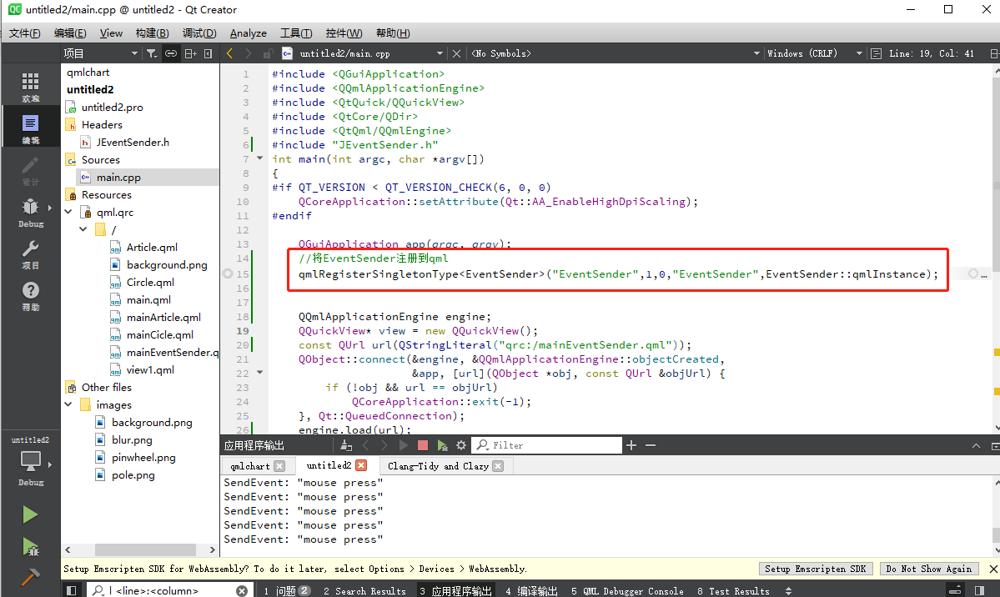 untitled2/main.cpp @ untitled2 - Qt Creator
文件(F) 编辑(E) View 构建(B) 调试(D) Analyze 工具(T) 控件(W) 帮助(H)
项目 untitled2/main.cpp <No Symbols> Windows (CRLF) Line: 19, Col: 41
欢迎
编辑
设计
Debug
项目
帮助
untitled2
Debug
qmlchart
untitled2
untitled2.pro
Headers
JEventSender.h
Sources
main.cpp
Resources
qml.qrc
/
Article.qml
background.png
Circle.qml
main.qml
mainArticle.qml
mainCicle.qml
mainEventSender.q
view1.qml
Other files
images
background.png
blur.png
pinwheel.png
pole.png
1 #include <QGuiApplication>
2 #include <QQmlApplicationEngine>
3 #include <QtQuick/QQuickView>
4 #include <QtCore/QDir>
5 #include <QtQml/QQmlEngine>
6 #include "JEventSender.h"
7 int main(int argc, char *argv[])
8 {
9 #if QT_VERSION < QT_VERSION_CHECK(6, 0, 0)
10 QCoreApplication::setAttribute(Qt::AA_EnableHighDpiScaling);
11 #endif
12
13 QGuiApplication app(argc, argv);
14 //将EventSender注册到qml
15 qmlRegisterSingletonType<EventSender>("EventSender",1,0,"EventSender",EventSender::qmlInstance); ...
16
17
18 QQmlApplicationEngine engine;
19 QQuickView* view = new QQuickView();
20 const QUrl url(QStringLiteral("qrc:/mainEventSender.qml"));
21 QObject::connect(&engine, &QQmlApplicationEngine::objectCreated,
22 &app, [url](QObject *obj, const QUrl &objUrl) {
23 if (!obj && url == objUrl)
24 QCoreApplication::exit(-1);
25 }, Qt::QueuedConnection);
26 engine.load(url);
应用程序输出 Filter
qmlchart untitled2 Clang-Tidy and Clazy
SendEvent: "mouse press"
SendEvent: "mouse press"
SendEvent: "mouse press"
SendEvent: "mouse press"
SendEvent: "mouse press"
Setup Emscripten SDK for WebAssembly? To do it later, select Options > Devices > WebAssembly. Setup Emscripten SDK Do Not Show Again
l <line>:<column> 1 问题 2 2 Search Results 3 应用程序输出 4 编译输出 5 QML Debugger Console 8 Test Results